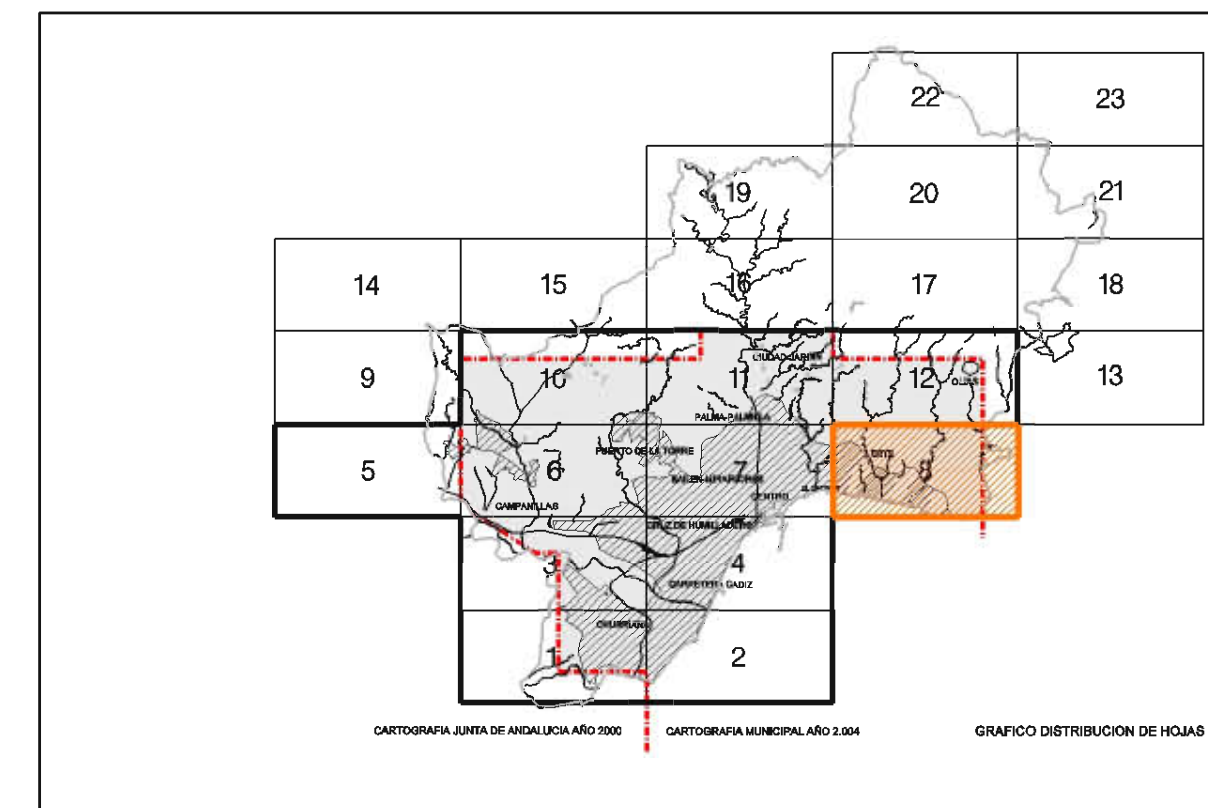 22 23
19 20 21
14 15 16 17 18
CIUDAD JARDIN
9 10 11 12 13
OLIAS
PALMA-PALMILLA
PUERTO DE LA TORRE
ESTE
5 6 7 8
BAILEN-MIRAFLORES
CENTRO
CAMPANILLAS
CRUZ DE HUMILLADERO
3 4
CARRETERA CADIZ
CHURRIANA
1 2
CARTOGRAFIA JUNTA DE ANDALUCIA AÑO 2000 CARTOGRAFIA MUNICIPAL AÑO 2.004 GRAFICO DISTRIBUCION DE HOJAS